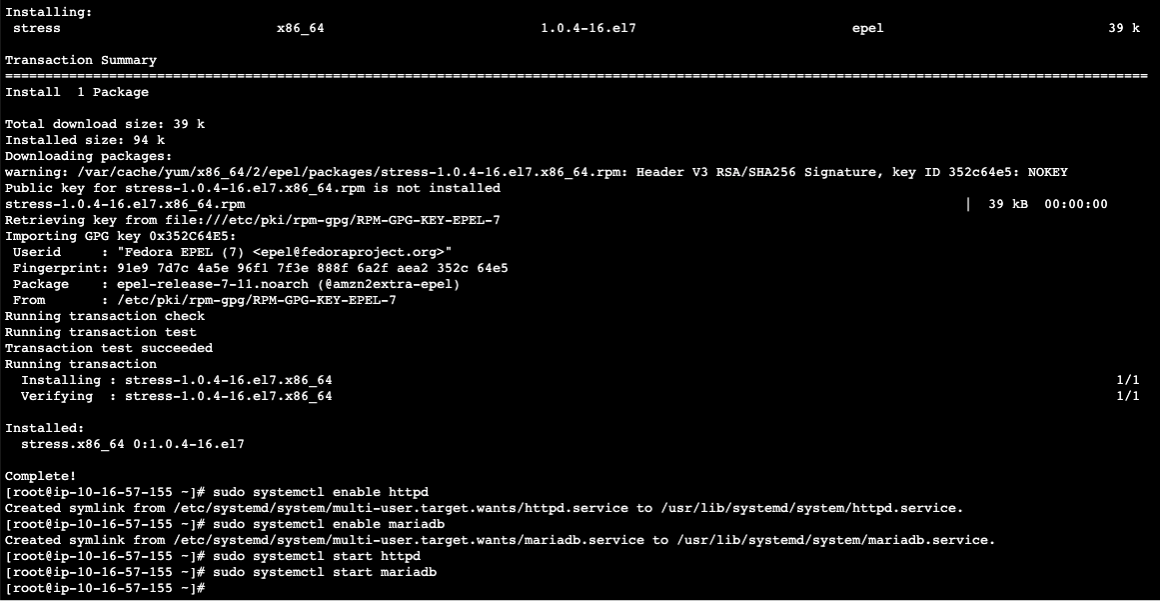 Installing:
 stress                           x86_64                           1.0.4-16.el7                           epel                            39 k

Transaction Summary
===============================================================================================================================================
Install  1 Package

Total download size: 39 k
Installed size: 94 k
Downloading packages:
warning: /var/cache/yum/x86_64/2/epel/packages/stress-1.0.4-16.el7.x86_64.rpm: Header V3 RSA/SHA256 Signature, key ID 352c64e5: NOKEY
Public key for stress-1.0.4-16.el7.x86_64.rpm is not installed
stress-1.0.4-16.el7.x86_64.rpm                                                                                          |  39 kB  00:00:00
Retrieving key from file:///etc/pki/rpm-gpg/RPM-GPG-KEY-EPEL-7
Importing GPG key 0x352C64E5:
 Userid     : "Fedora EPEL (7) <epel@fedoraproject.org>"
 Fingerprint: 91e9 7d7c 4a5e 96f1 7f3e 888f 6a2f aea2 352c 64e5
 Package    : epel-release-7-11.noarch (@amzn2extra-epel)
 From       : /etc/pki/rpm-gpg/RPM-GPG-KEY-EPEL-7
Running transaction check
Running transaction test
Transaction test succeeded
Running transaction
  Installing : stress-1.0.4-16.el7.x86_64                                                                                                  1/1
  Verifying  : stress-1.0.4-16.el7.x86_64                                                                                                  1/1

Installed:
  stress.x86_64 0:1.0.4-16.el7

Complete!
[root@ip-10-16-57-155 ~]# sudo systemctl enable httpd
Created symlink from /etc/systemd/system/multi-user.target.wants/httpd.service to /usr/lib/systemd/system/httpd.service.
[root@ip-10-16-57-155 ~]# sudo systemctl enable mariadb
Created symlink from /etc/systemd/system/multi-user.target.wants/mariadb.service to /usr/lib/systemd/system/mariadb.service.
[root@ip-10-16-57-155 ~]# sudo systemctl start httpd
[root@ip-10-16-57-155 ~]# sudo systemctl start mariadb
[root@ip-10-16-57-155 ~]#